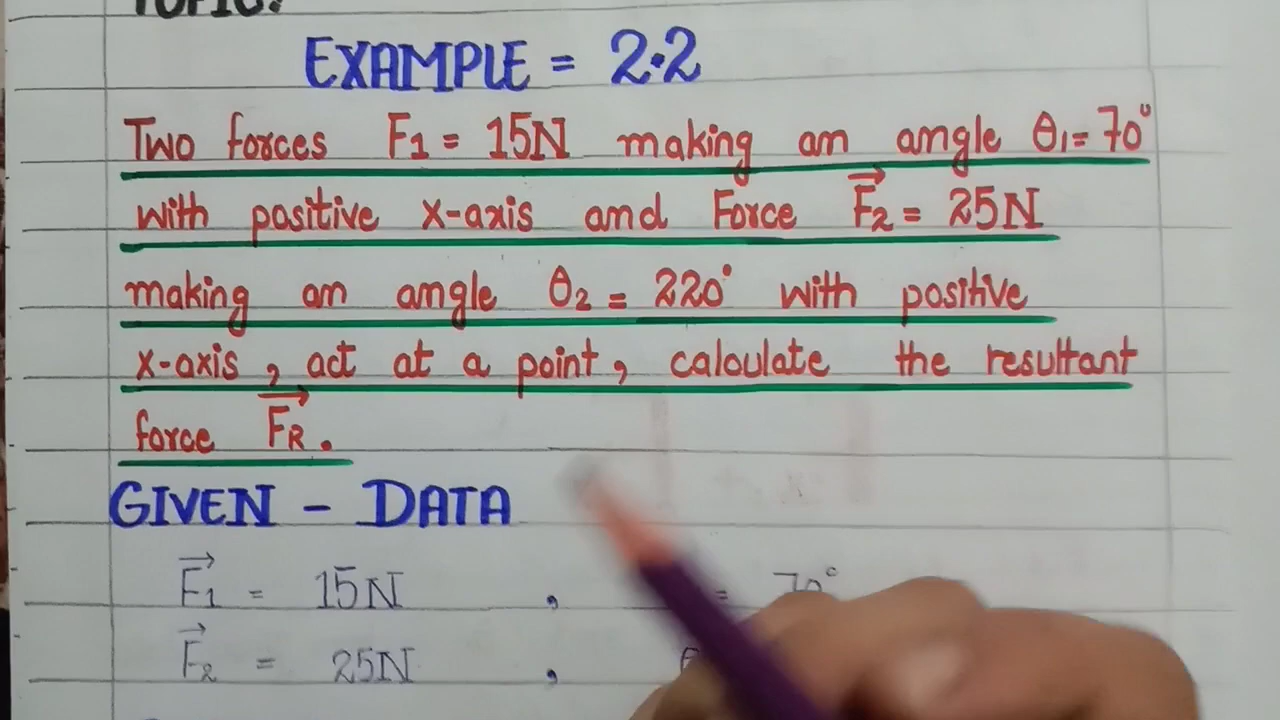 TOPIC:
EXAMPLE = 2.2
Two forces F1 = 15N making an angle θ1=70°
with positive x-axis and Force F2 = 25N
making an angle θ2 = 220° with positive
x-axis, act at a point, calculate the resultant
force FR.
GIVEN - DATA
F1 = 15N , = 70°
F2 = 25N ,